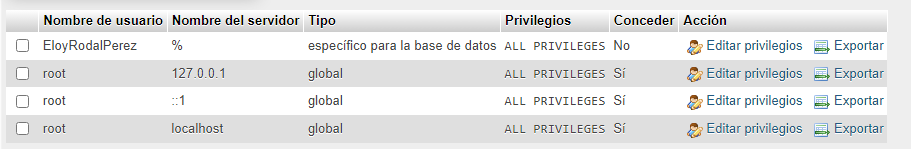 Nombre de usuario Nombre del servidor Tipo Privilegios Conceder Acción
EloyRodalPerez % específico para la base de datos ALL PRIVILEGES No Editar privilegios Exportar
root 127.0.0.1 global ALL PRIVILEGES Sí Editar privilegios Exportar
root ::1 global ALL PRIVILEGES Sí Editar privilegios Exportar
root localhost global ALL PRIVILEGES Sí Editar privilegios Exportar